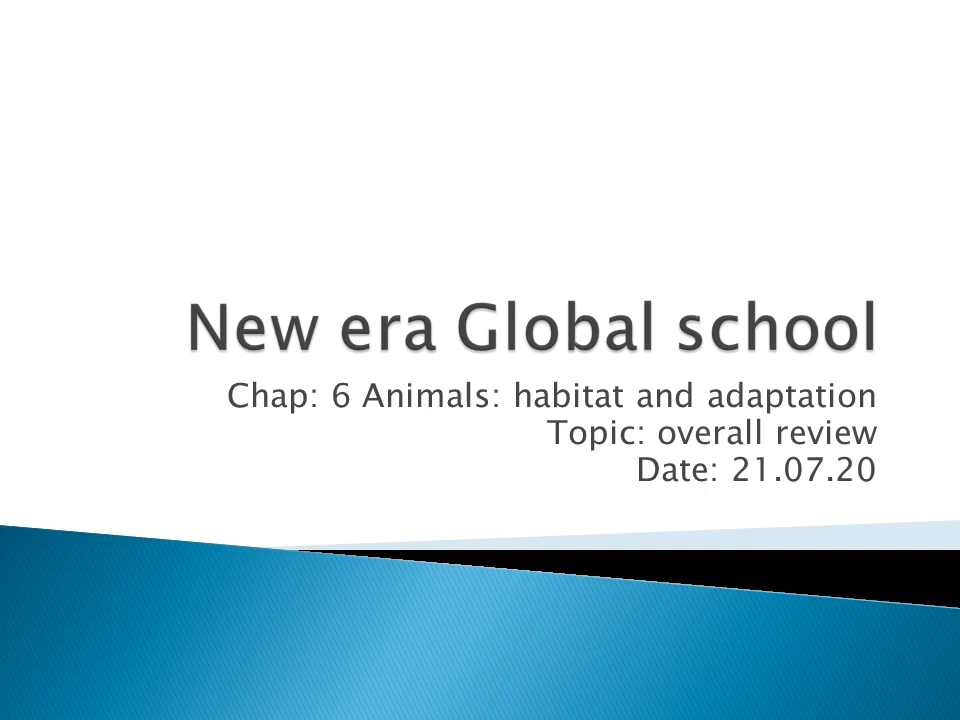 New era Global school
Chap: 6 Animals: habitat and adaptation
Topic: overall review
Date: 21.07.20